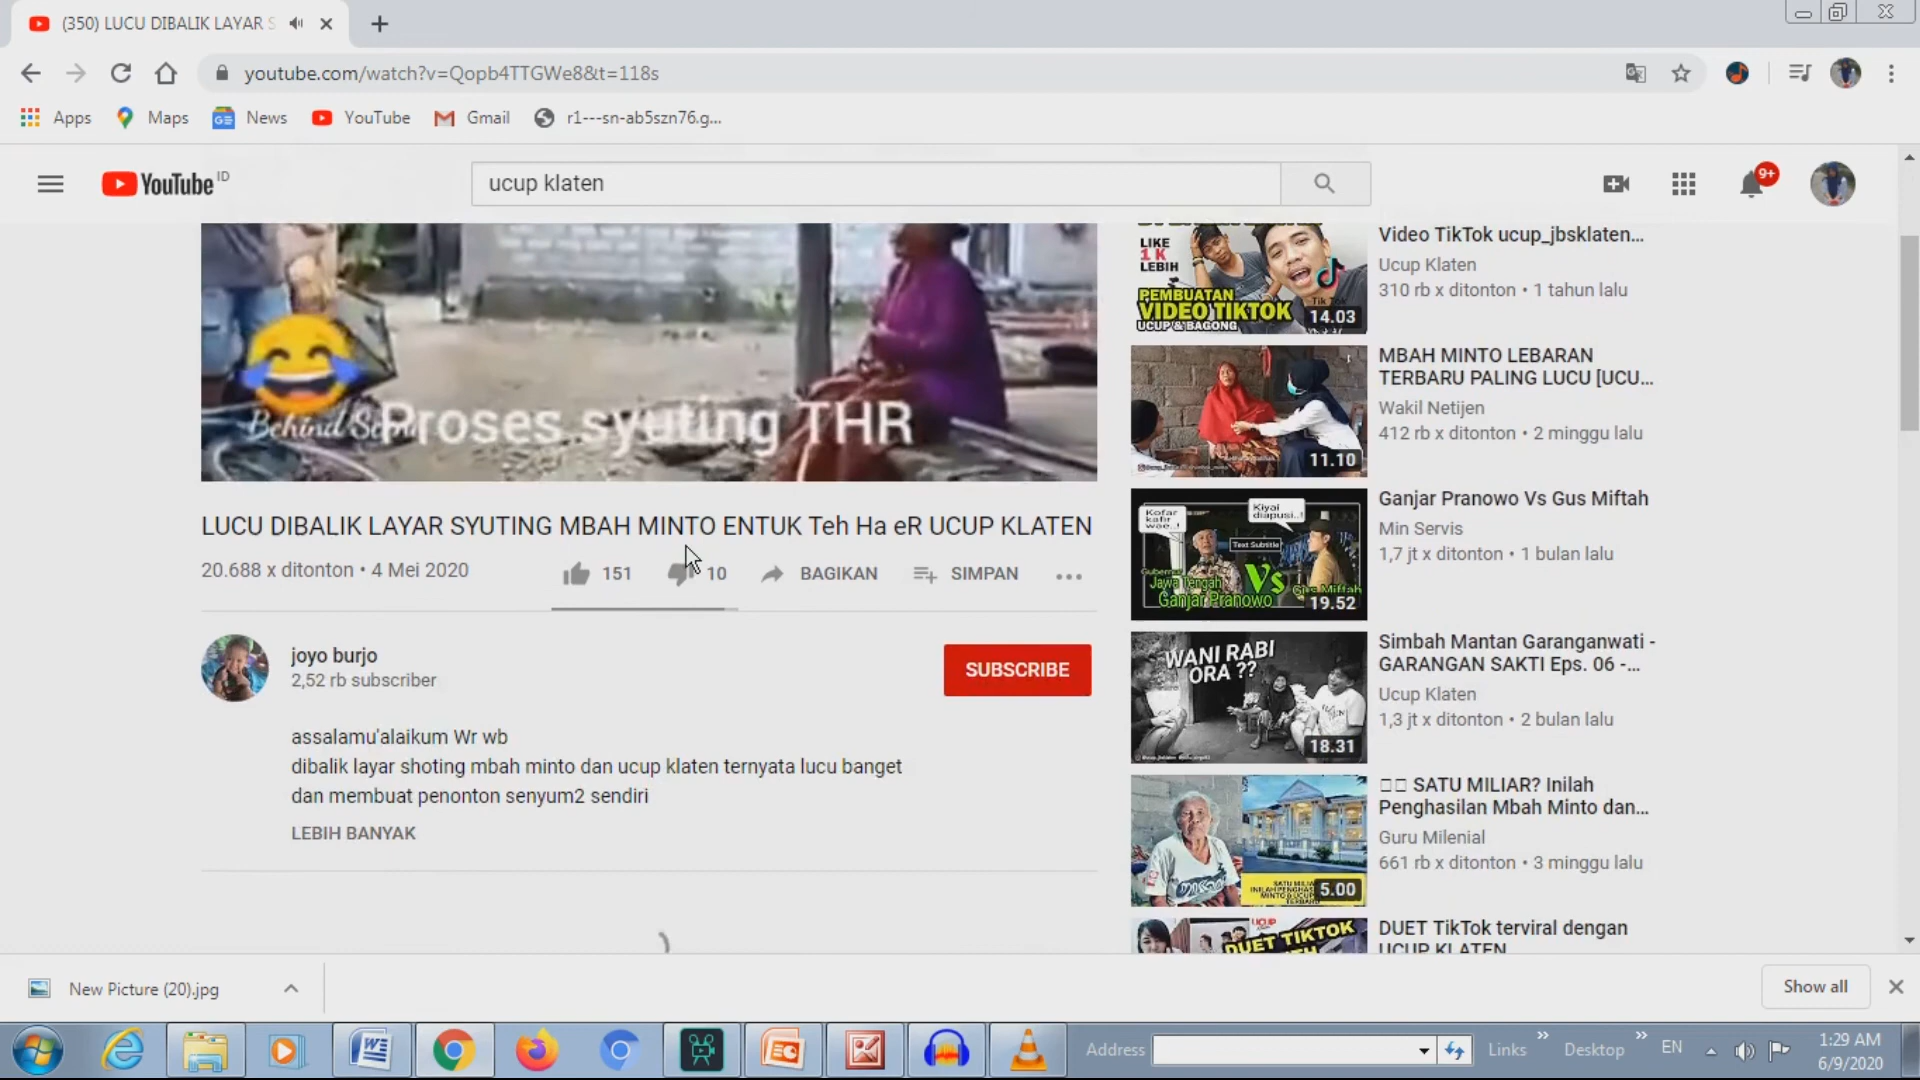 (350) LUCU DIBALIK LAYAR S
youtube.com/watch?v=Qopb4TTGWe8&t=118s
Apps Maps News YouTube Gmail r1---sn-ab5szn76.g...
YouTube ID
ucup klaten
9+
Behind
Proses syuting THR
LUCU DIBALIK LAYAR SYUTING MBAH MINTO ENTUK Teh Ha eR UCUP KLATEN
20.688 x ditonton • 4 Mei 2020
151 10 BAGIKAN SIMPAN
joyo burjo
2,52 rb subscriber
SUBSCRIBE
assalamu'alaikum Wr wb
dibalik layar shoting mbah minto dan ucup klaten ternyata lucu banget
dan membuat penonton senyum2 sendiri
LEBIH BANYAK
LIKE
1 K
LEBIH
PEMBUATAN
VIDEO TIKTOK
UCUP & BAGONG
Tik Tok
14.03
Video TikTok ucup_jbsklaten...
Ucup Klaten
310 rb x ditonton • 1 tahun lalu
11.10
MBAH MINTO LEBARAN
TERBARU PALING LUCU [UCU...
Wakil Netijen
412 rb x ditonton • 2 minggu lalu
Kofar
kafir
wae..!
Kiyai
diapusi..!
Text Subtitle
Gubernur
Jawa Tengah
Ganjar Pranowo
Vs
Gus Miftah
19.52
Ganjar Pranowo Vs Gus Miftah
Min Servis
1,7 jt x ditonton • 1 bulan lalu
WANI RABI
ORA ??
18.31
Simbah Mantan Garanganwati -
GARANGAN SAKTI Eps. 06 -...
Ucup Klaten
1,3 jt x ditonton • 2 bulan lalu
5.00
SATU MILIAR? Inilah
Penghasilan Mbah Minto dan...
Guru Milenial
661 rb x ditonton • 3 minggu lalu
DUET TIKTOK
DUET TikTok terviral dengan
UCUP KLATEN
New Picture (20).jpg
Show all
Address
Links
Desktop
EN
1:29 AM
6/9/2020